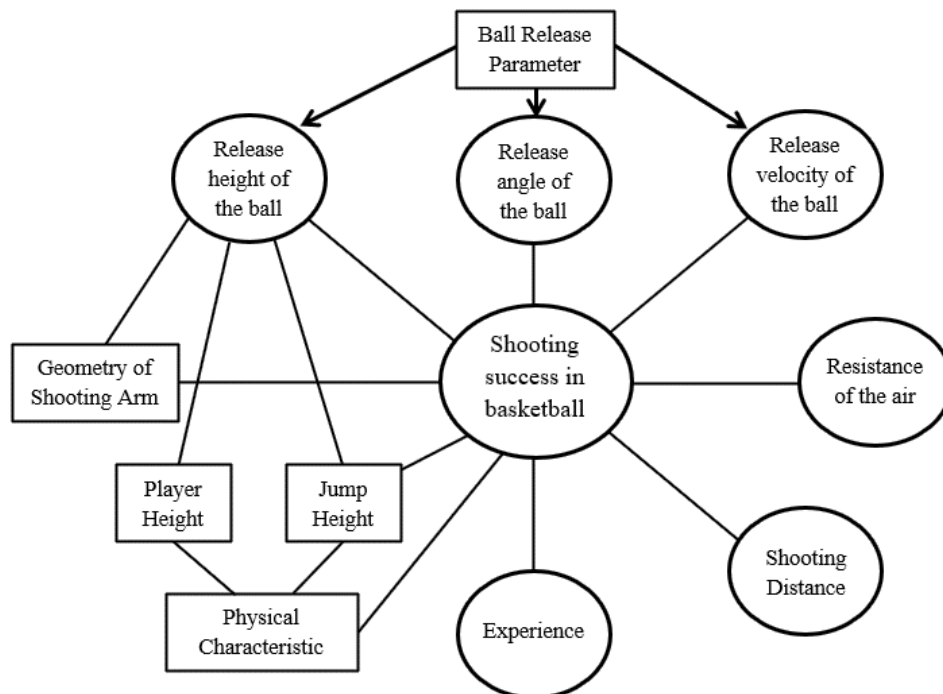 Ball Release
Parameter
Release
height of
the ball
Release
angle of
the ball
Release
velocity of
the ball
Shooting
success in
basketball
Geometry of
Shooting Arm
Resistance
of the air
Player
Height
Jump
Height
Shooting
Distance
Physical
Characteristic
Experience